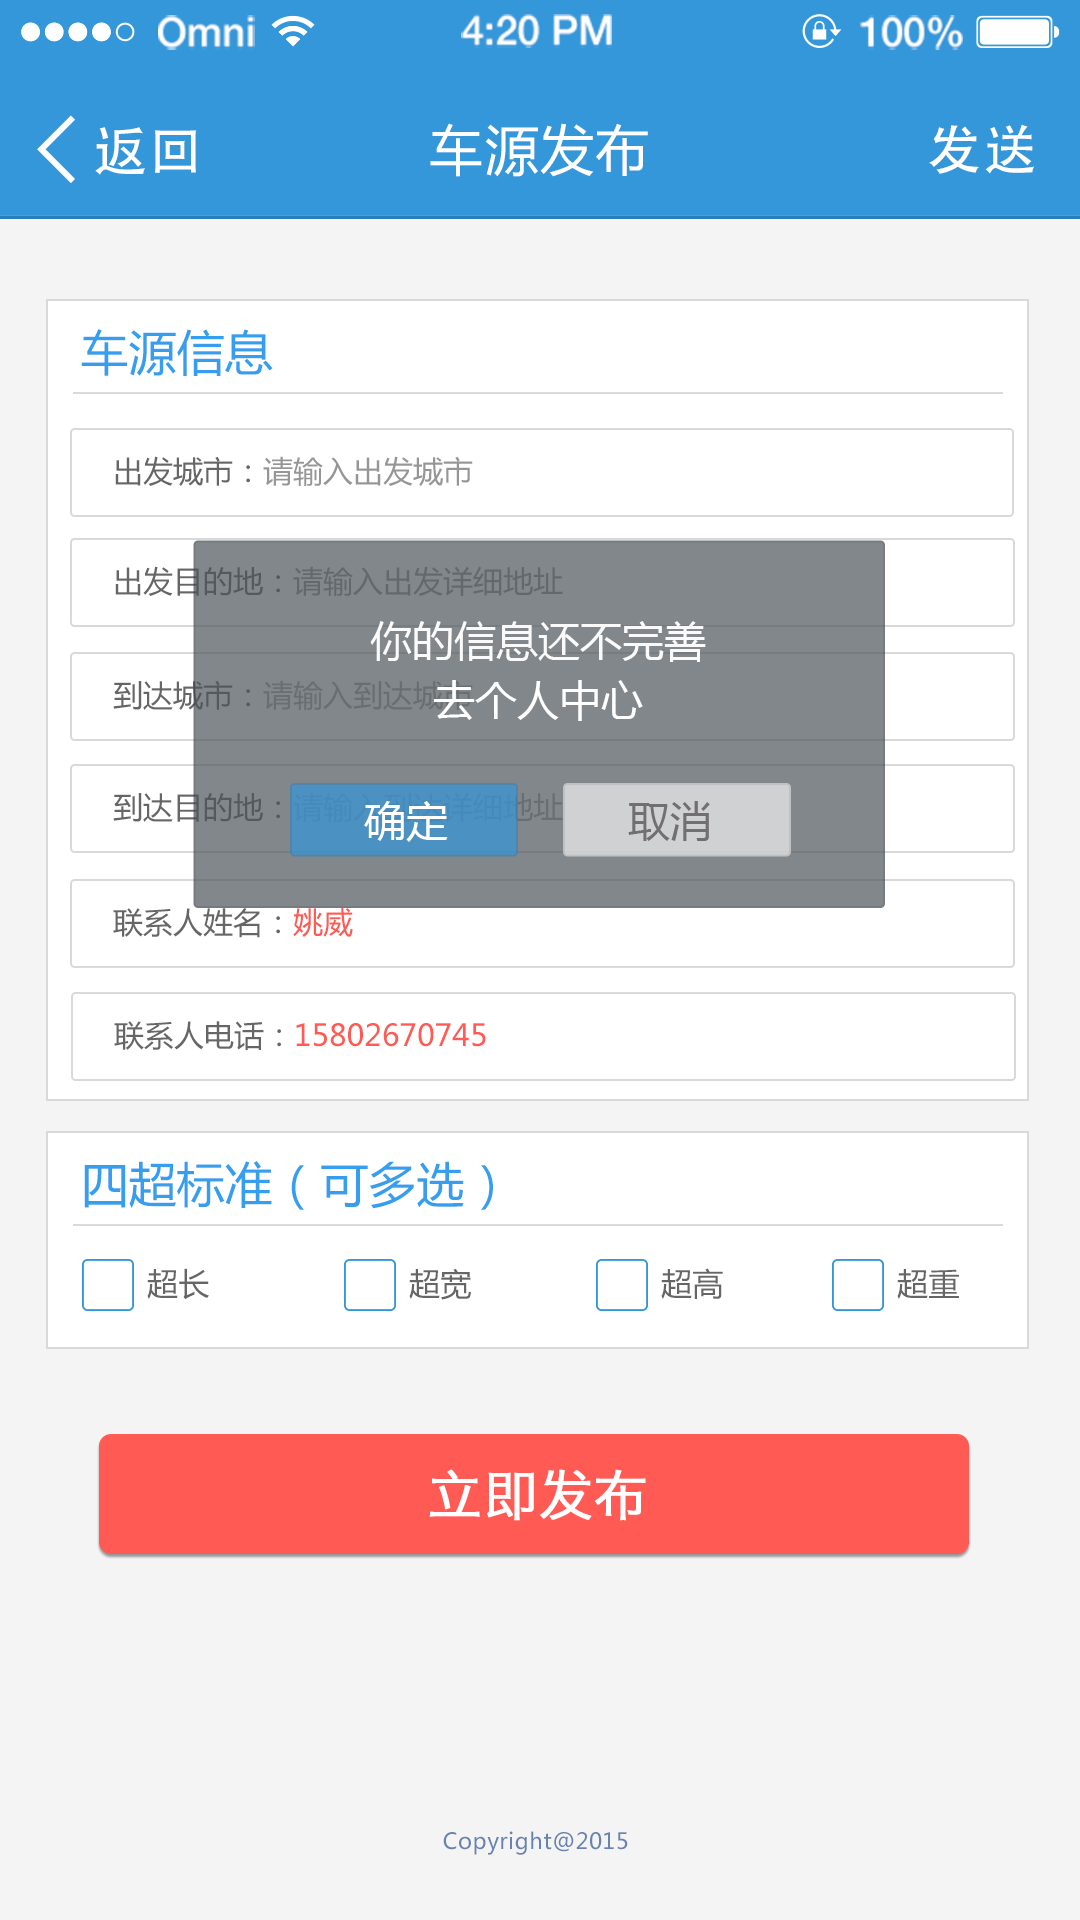 Omni 4:20 PM 100%
返回 车源发布 发送
车源信息
出发城市：请输入出发城市
出发目的地：请输入出发详细地址
你的信息还不完善
到达城市：请输入到达城
去个人中心
到达目的地：请输入到达详细地址
确定 取消
联系人姓名：姚威
联系人电话：15802670745
四超标准（可多选）
超长 超宽 超高 超重
立即发布
Copyright@2015